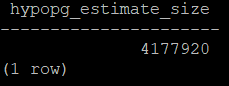 hypopg_estimate_size
----------------------
4177920
(1 row)